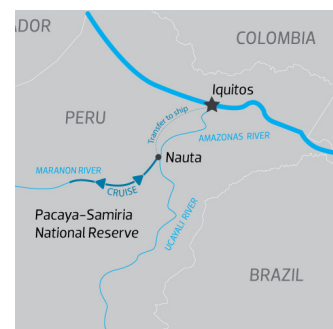 ADOR
COLOMBIA
Iquitos
PERU
Transfer to ship
AMAZONAS RIVER
Nauta
MARANON RIVER
CRUISE
Pacaya-Samiria
National Reserve
UCAYALI RIVER
BRAZIL